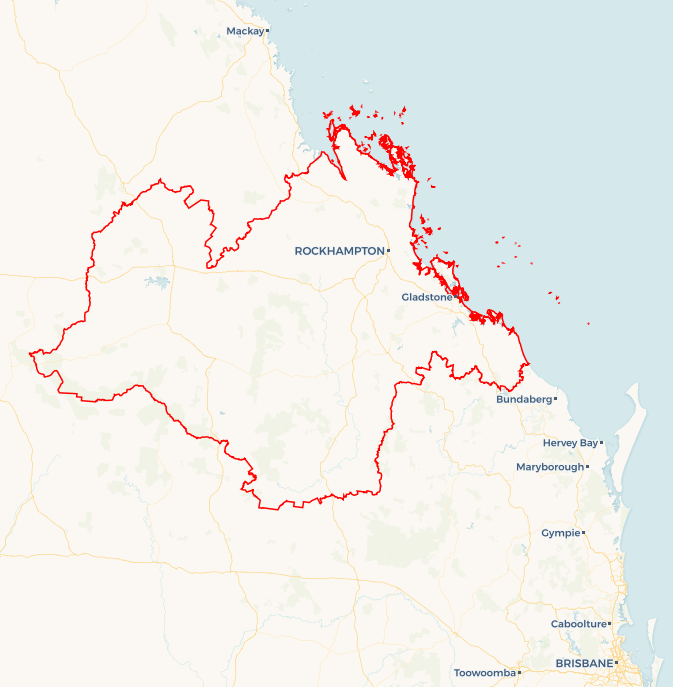 Mackay
ROCKHAMPTON
Gladstone
Bundaberg
Hervey Bay
Maryborough
Gympie
Caboolture
BRISBANE
Toowoomba